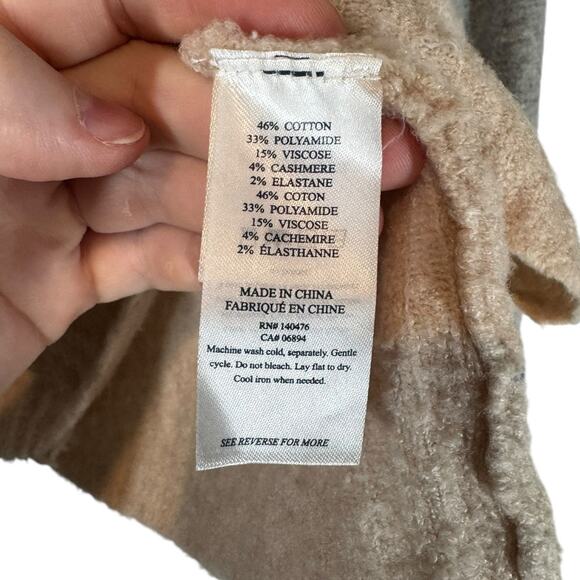 46% COTTON
33% POLYAMIDE
15% VISCOSE
4% CASHMERE
2% ELASTANE
46% COTON
33% POLYAMIDE
15% VISCOSE
4% CACHEMIRE
2% ÉLASTHANNE
MADE IN CHINA
FABRIQUÉ EN CHINE
RN# 140476
CA# 06894
Machine wash cold, separately. Gentle
cycle. Do not bleach. Lay flat to dry.
Cool iron when needed.
SEE REVERSE FOR MORE